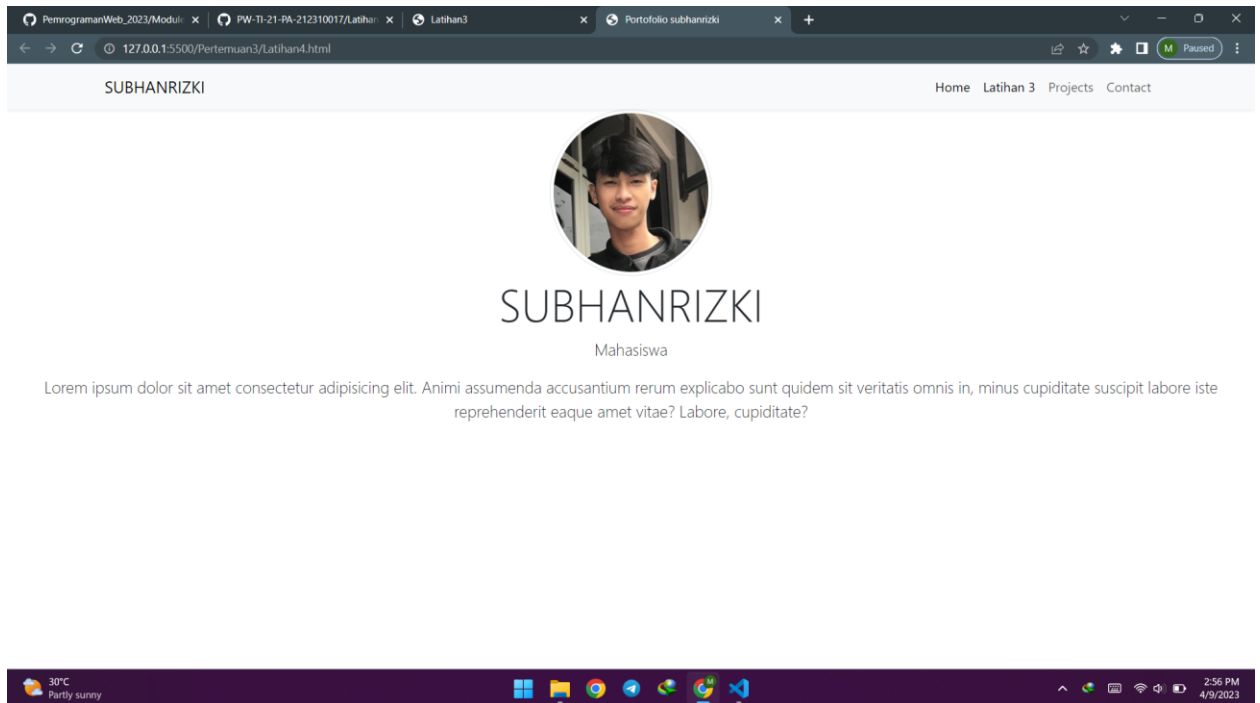 PemrogramanWeb_2023/Module
PW-TI-21-PA-212310017/Latihan
Latihan3
Portofolio subhanrizki
127.0.0.1:5500/Pertemuan3/Latihan4.html
M Paused
SUBHANRIZKI
Home Latihan 3 Projects Contact
SUBHANRIZKI
Mahasiswa
Lorem ipsum dolor sit amet consectetur adipisicing elit. Animi assumenda accusantium rerum explicabo sunt quidem sit veritatis omnis in, minus cupiditate suscipit labore iste
reprehenderit eaque amet vitae? Labore, cupiditate?
30°C
Partly sunny
M
2:56 PM
4/9/2023